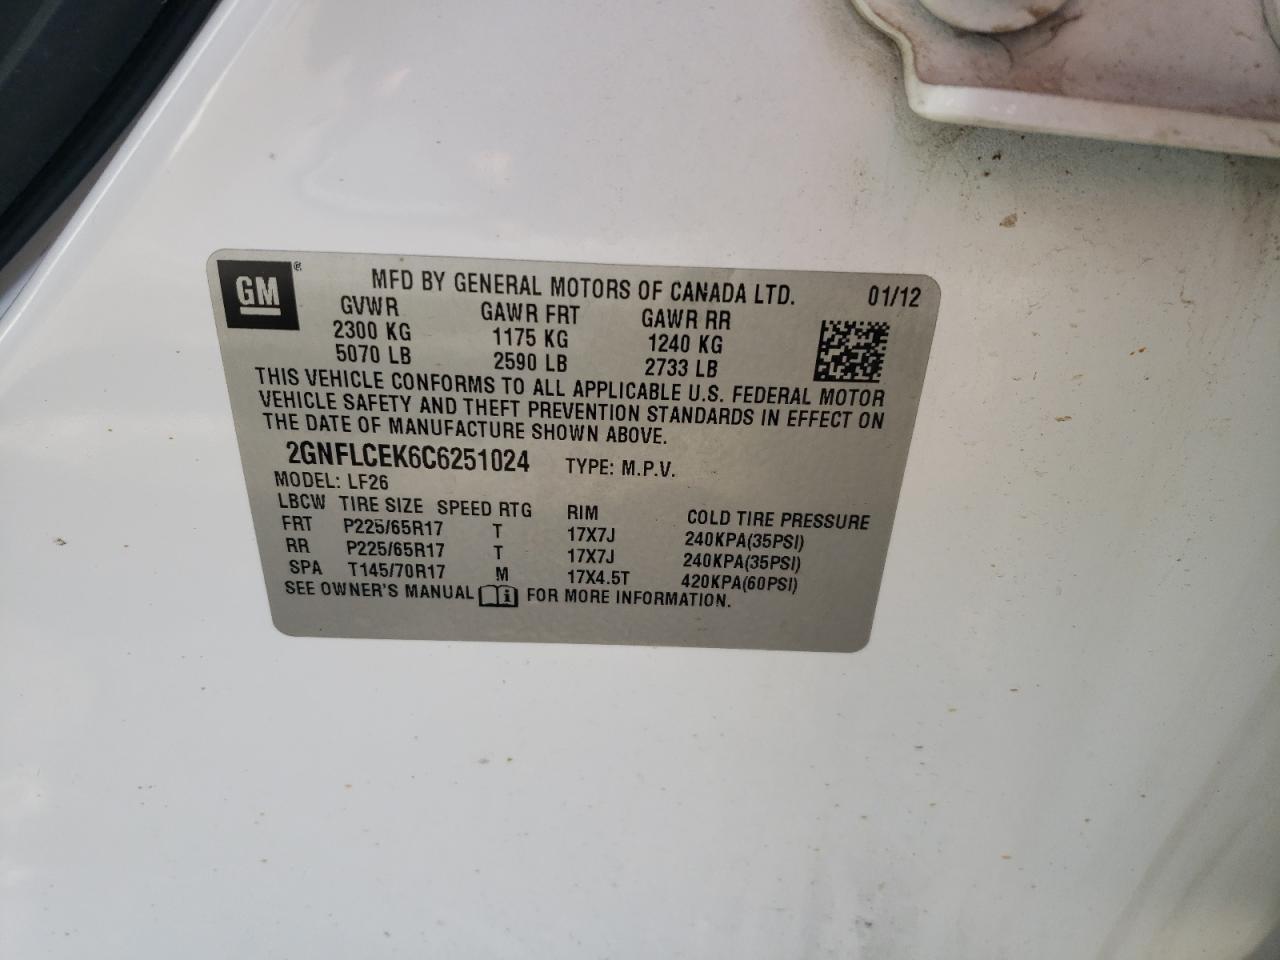 GM ® MFD BY GENERAL MOTORS OF CANADA LTD. 01/12
GVWR GAWR FRT GAWR RR
2300 KG 1175 KG 1240 KG
5070 LB 2590 LB 2733 LB
THIS VEHICLE CONFORMS TO ALL APPLICABLE U.S. FEDERAL MOTOR
VEHICLE SAFETY AND THEFT PREVENTION STANDARDS IN EFFECT ON
THE DATE OF MANUFACTURE SHOWN ABOVE.
2GNFLCEK6C6251024 TYPE: M.P.V.
MODEL: LF26
LBCW TIRE SIZE SPEED RTG RIM COLD TIRE PRESSURE
FRT P225/65R17 T 17X7J 240KPA(35PSI)
RR P225/65R17 T 17X7J 240KPA(35PSI)
SPA T145/70R17 M 17X4.5T 420KPA(60PSI)
SEE OWNER'S MANUAL i FOR MORE INFORMATION.